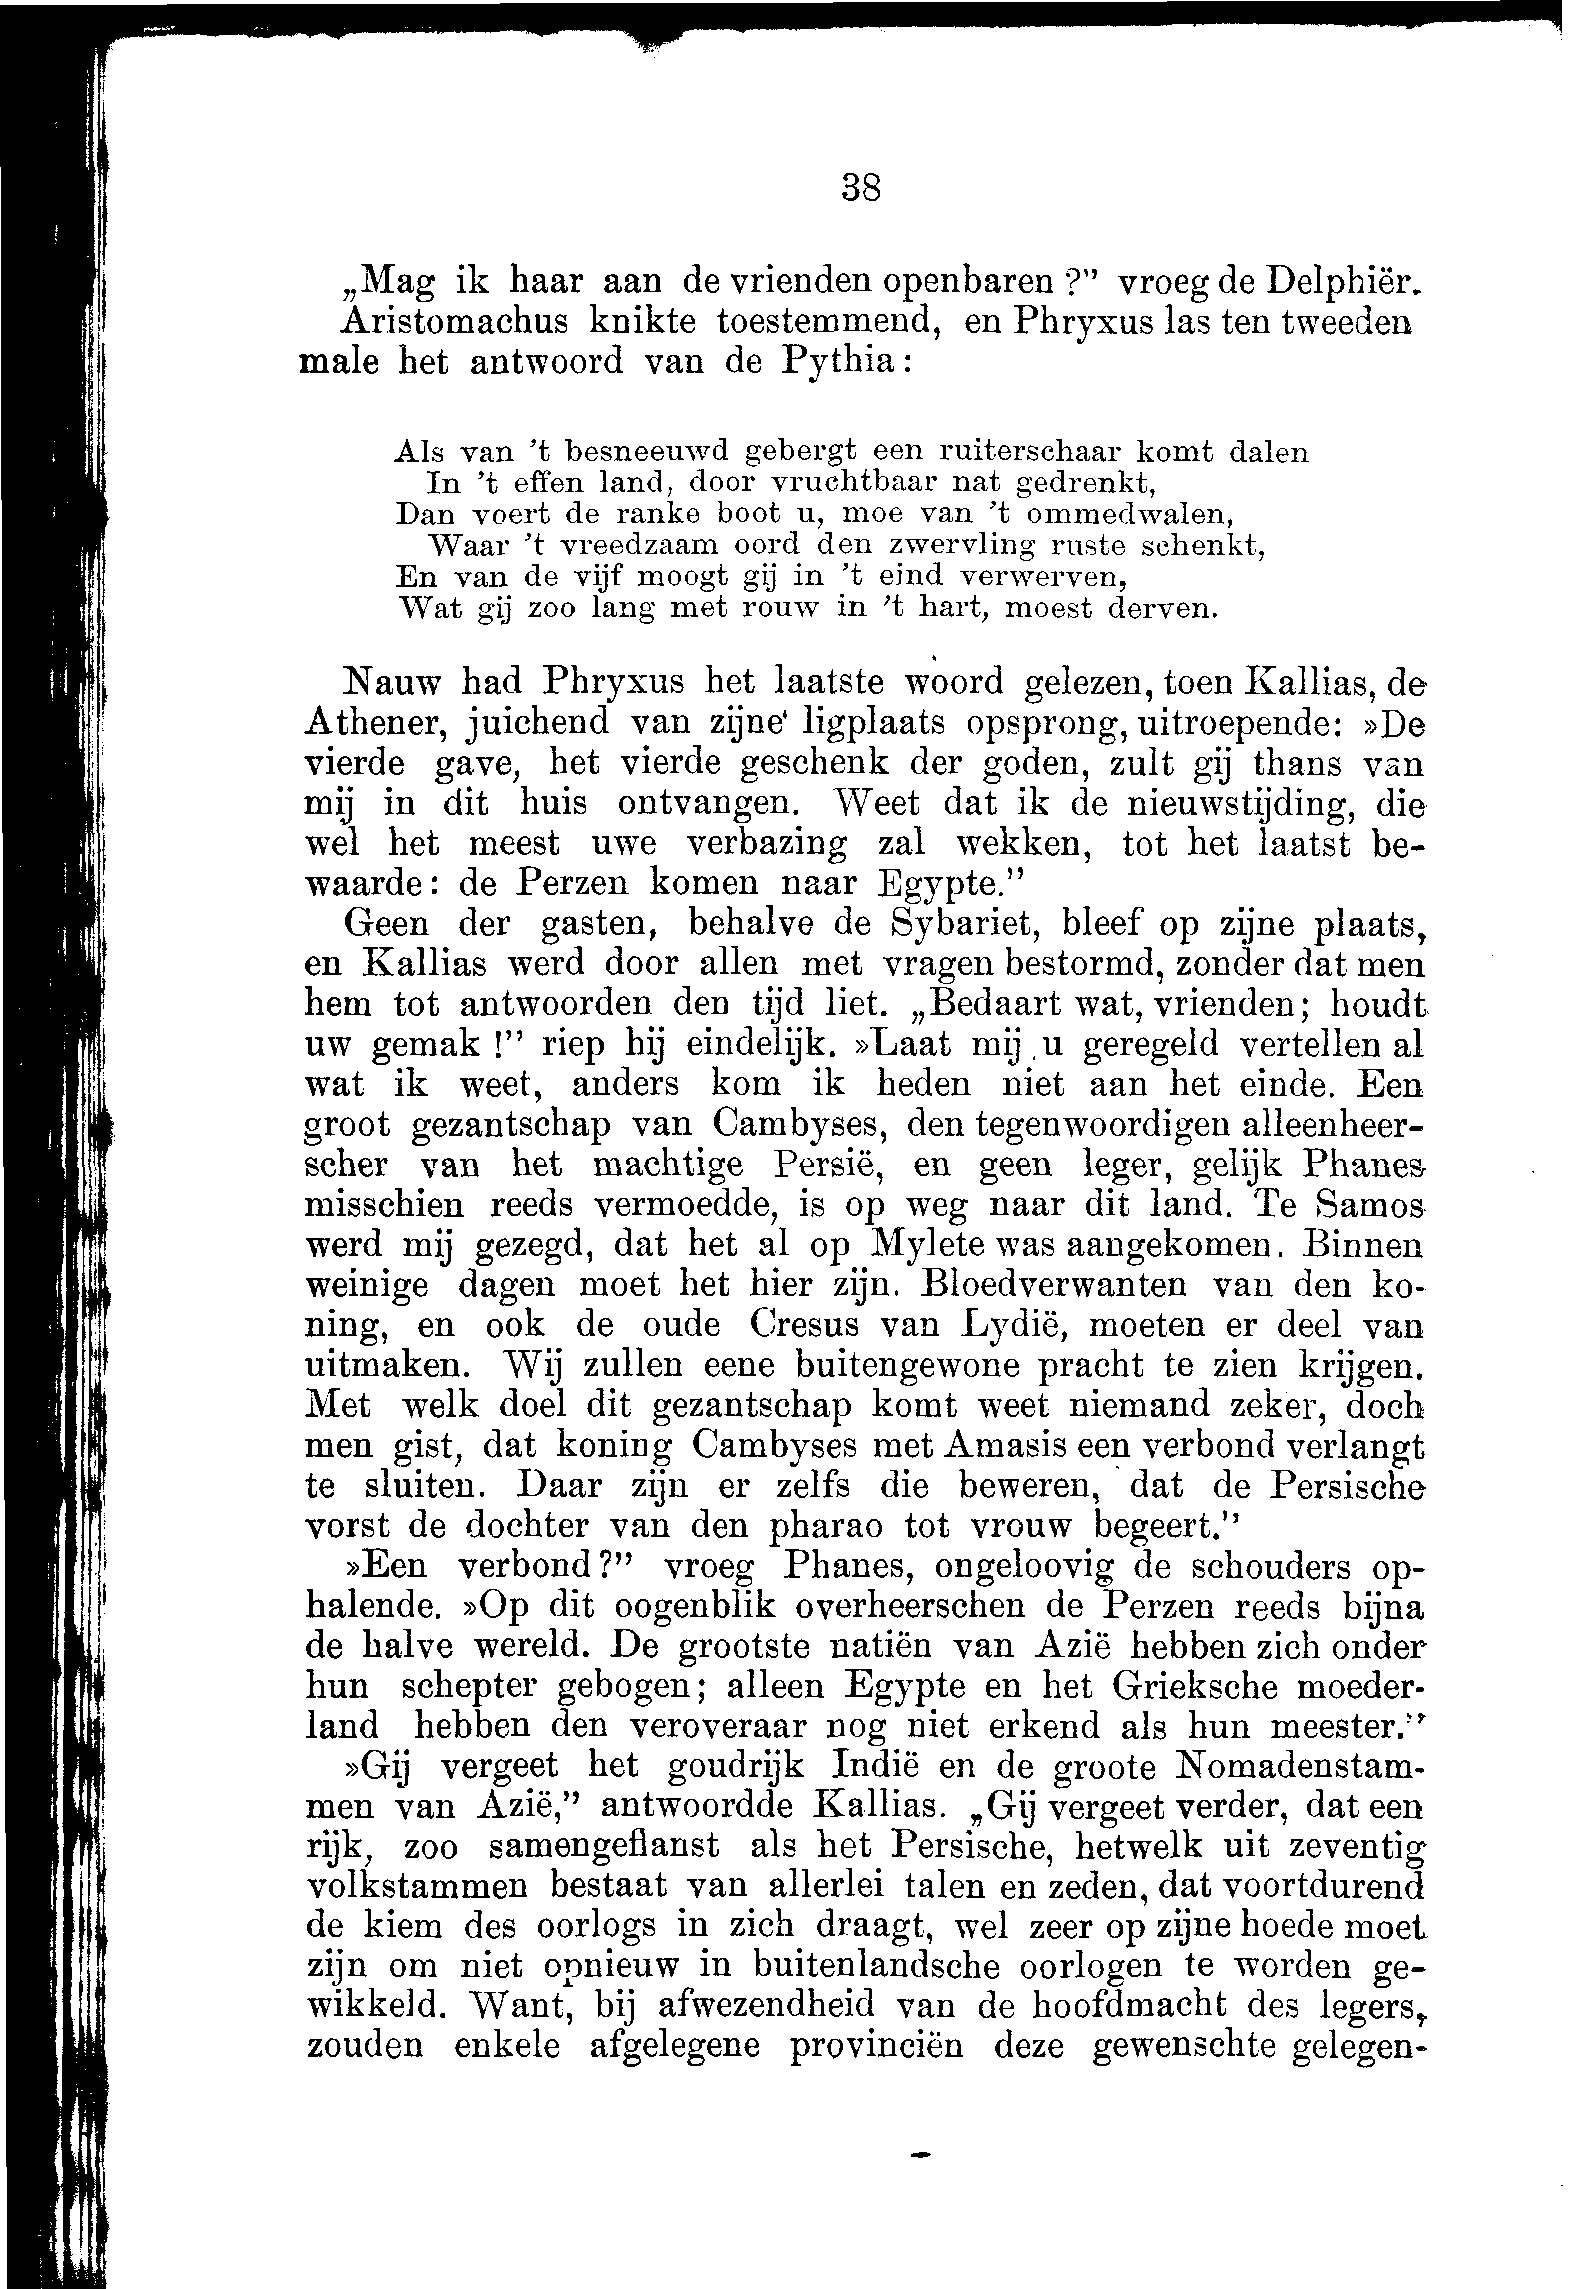 38
„Mag ik haar aan de vrienden openbaren?” vroeg de Delphiër.
Aristomachus knikte toestemmend, en Phryxus las ten tweeden
male het antwoord van de Pythia:
Als van 't besneeuwd gebergt een ruiterschaar komt dalen
In 't effen land, door vruchtbaar nat gedrenkt,
Dan voert de ranke boot u, moe van 't ommedwalen,
Waar 't vreedzaam oord den zwervling ruste schenkt,
En van de vijf moogt gij in 't eind verwerven,
Wat gij zoo lang met rouw in 't hart, moest derven.
Nauw had Phryxus het laatste woord gelezen, toen Kallias, de
Athener, juichend van zijne ligplaats opsprong, uitroepende: »De
vierde gave, het vierde geschenk der goden, zult gij thans van
mij in dit huis ontvangen. Weet dat ik de nieuwstijding, die
wel het meest uwe verbazing zal wekken, tot het laatst be-
waarde: de Perzen komen naar Egypte.”
Geen der gasten, behalve de Sybariet, bleef op zijne plaats,
en Kallias werd door allen met vragen bestormd, zonder dat men
hem tot antwoorden den tijd liet. „Bedaart wat, vrienden; houdt
uw gemak!” riep hij eindelijk. »Laat mij u geregeld vertellen al
wat ik weet, anders kom ik heden niet aan het einde. Een
groot gezantschap van Cambyses, den tegenwoordigen alleenheer-
scher van het machtige Persië, en geen leger, gelijk Phanes
misschien reeds vermoedde, is op weg naar dit land. Te Samos
werd mij gezegd, dat het al op Mylete was aangekomen. Binnen
weinige dagen moet het hier zijn. Bloedverwanten van den ko-
ning, en ook de oude Cresus van Lydië, moeten er deel van
uitmaken. Wij zullen eene buitengewone pracht te zien krijgen.
Met welk doel dit gezantschap komt weet niemand zeker, doch
men gist, dat koning Cambyses met Amasis een verbond verlangt
te sluiten. Daar zijn er zelfs die beweren, dat de Persische
vorst de dochter van den pharao tot vrouw begeert.”
»Een verbond?” vroeg Phanes, ongeloovig de schouders op-
halende. »Op dit oogenblik overheerschen de Perzen reeds bijna
de halve wereld. De grootste natiën van Azië hebben zich onder
hun schepter gebogen; alleen Egypte en het Grieksche moeder-
land hebben den veroveraar nog niet erkend als hun meester.”
»Gij vergeet het goudrijk Indië en de groote Nomadenstam-
men van Azië,” antwoordde Kallias. „Gij vergeet verder, dat een
rijk, zoo samengeflanst als het Persische, hetwelk uit zeventig
volkstammen bestaat van allerlei talen en zeden, dat voortdurend
de kiem des oorlogs in zich draagt, wel zeer op zijne hoede moet
zijn om niet opnieuw in buitenlandsche oorlogen te worden ge-
wikkeld. Want, bij afwezendheid van de hoofdmacht des legers,
zouden enkele afgelegene provinciën deze gewenschte gelegen-